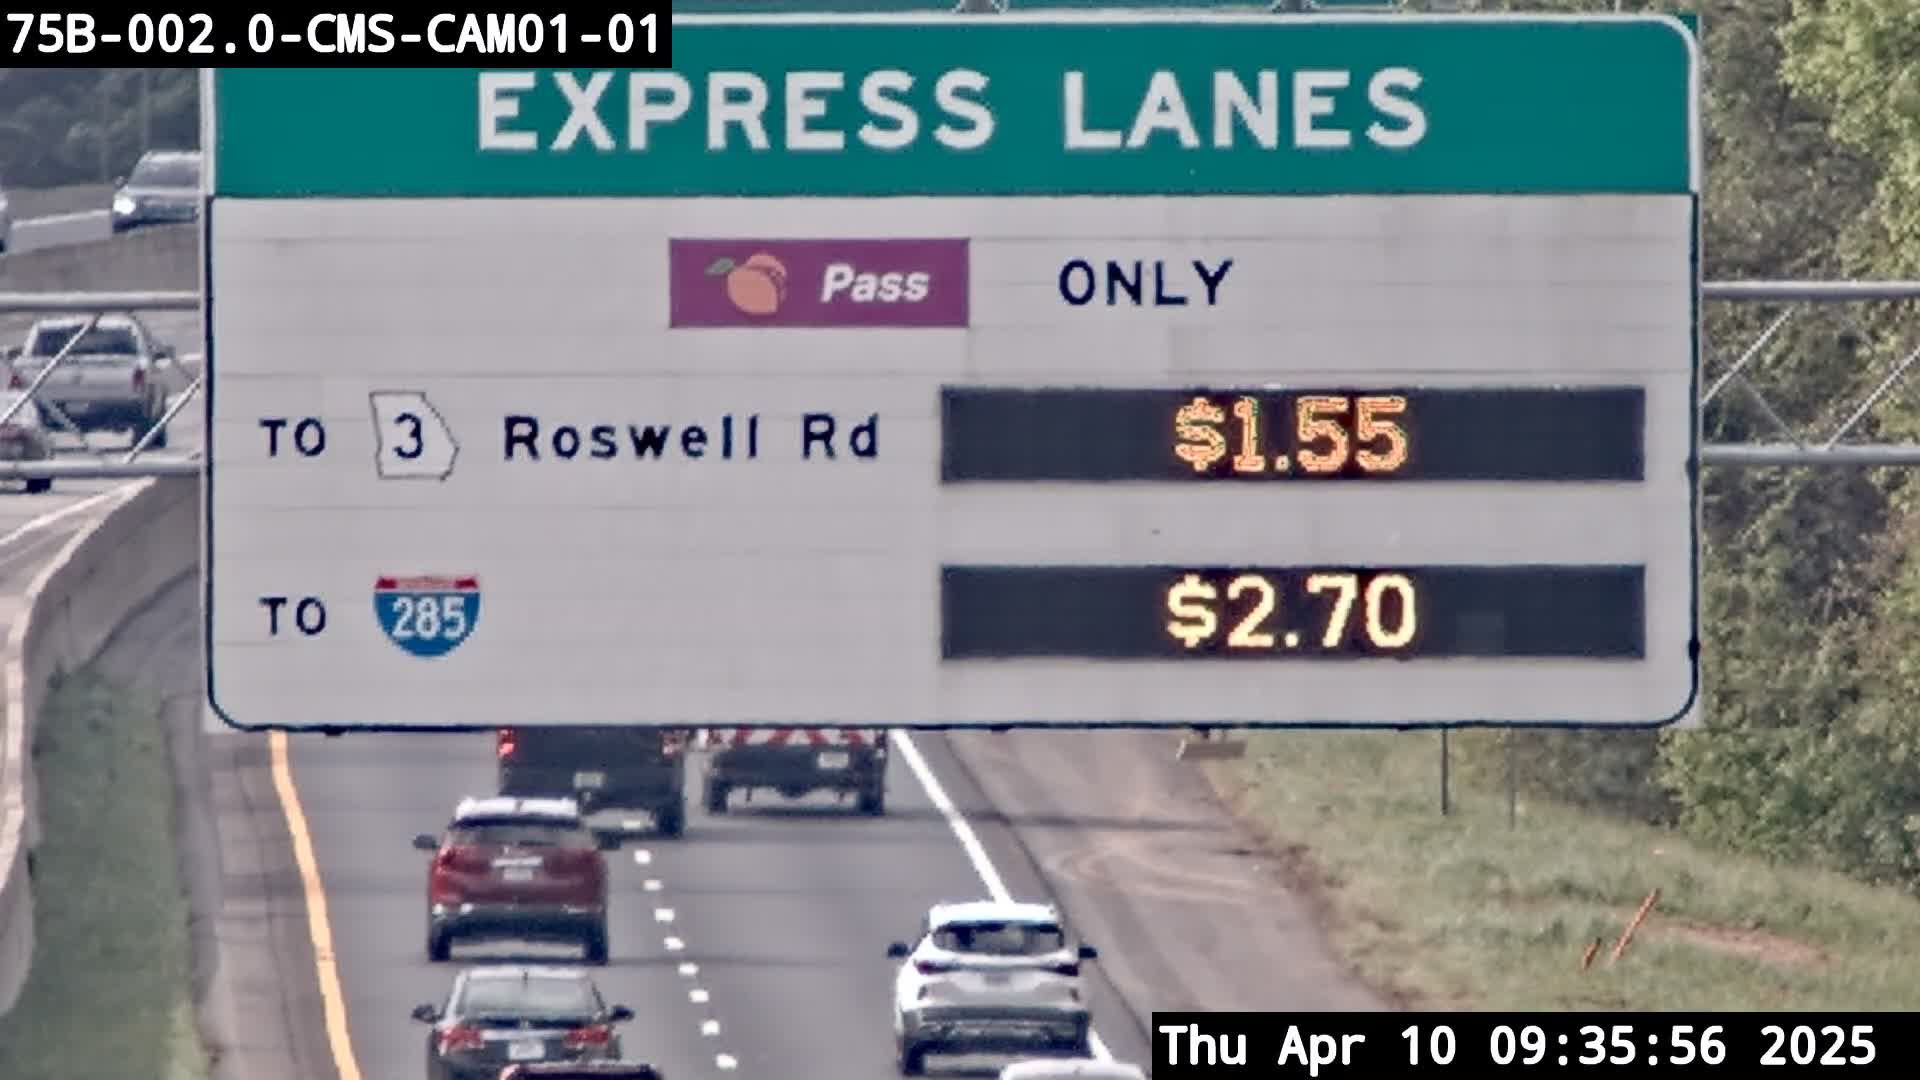 75B-002.0-CMS-CAM01-01
EXPRESS LANES
Pass ONLY
TO 3 Roswell Rd $1.55
TO 285 $2.70
Thu Apr 10 09:35:56 2025